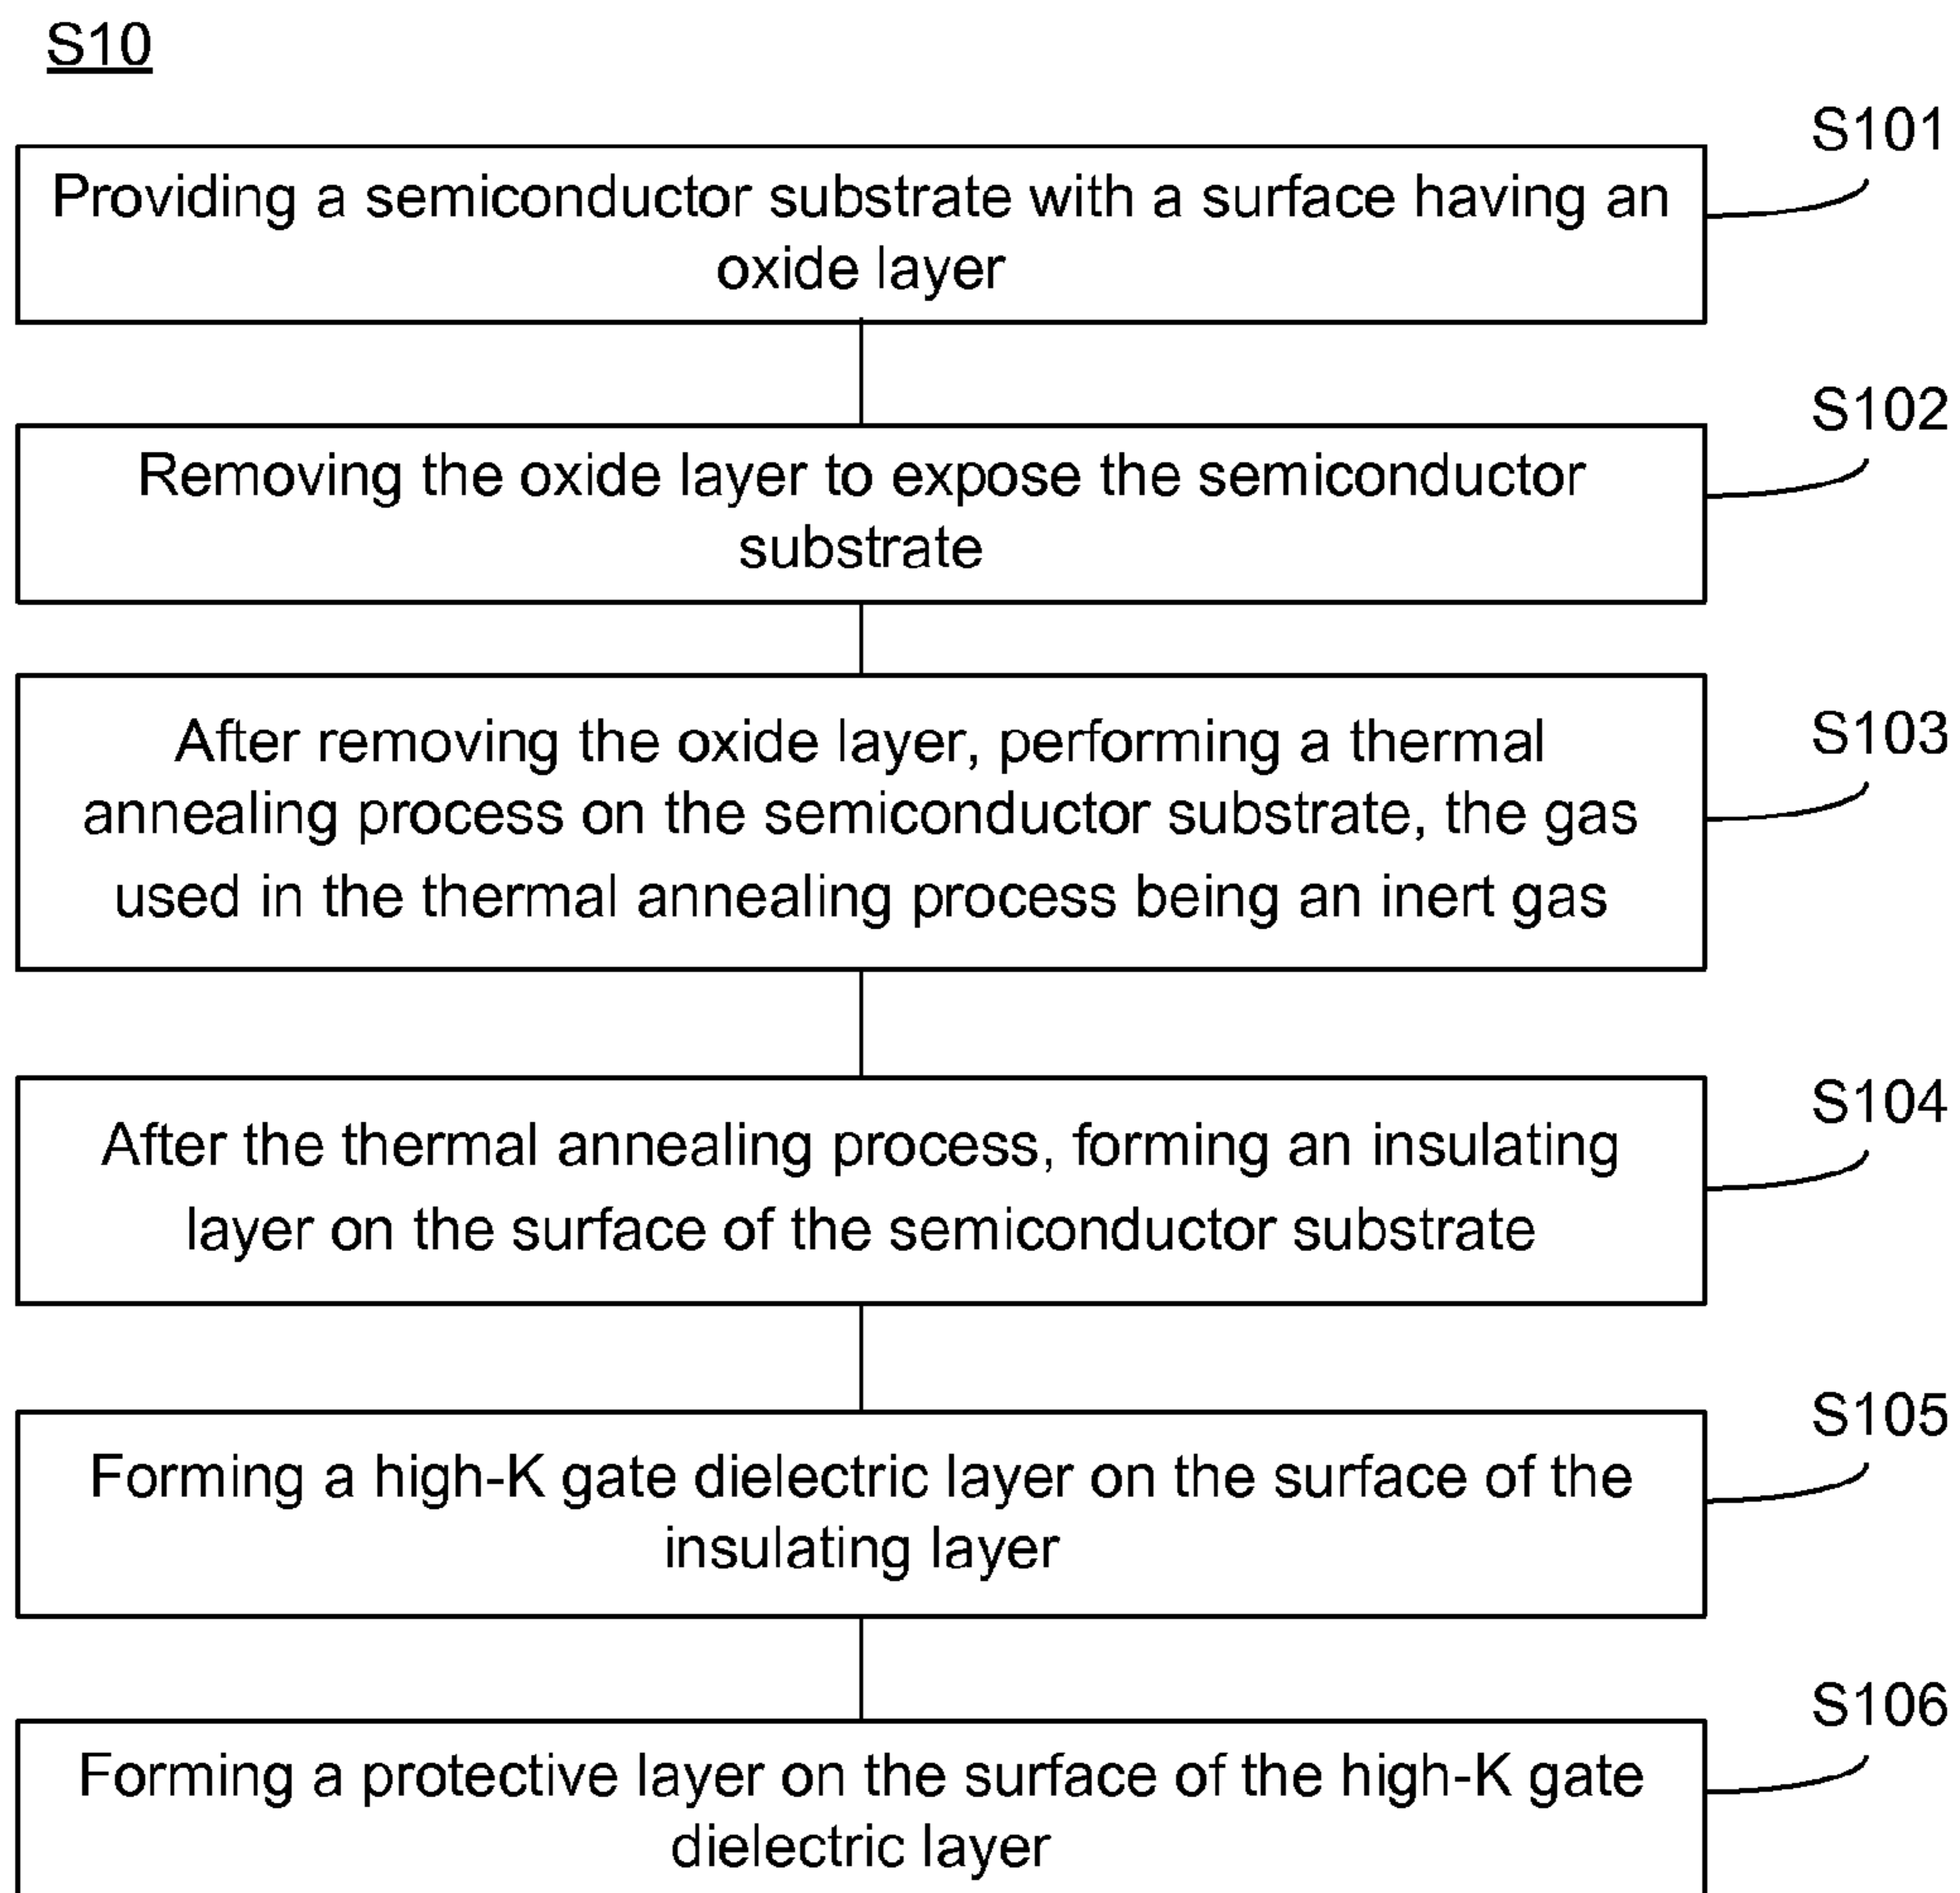 S10
S101
Providing a semiconductor substrate with a surface having an
oxide layer
S102
Removing the oxide layer to expose the semiconductor
substrate
S103
After removing the oxide layer, performing a thermal
annealing process on the semiconductor substrate, the gas
used in the thermal annealing process being an inert gas
S104
After the thermal annealing process, forming an insulating
layer on the surface of the semiconductor substrate
S105
Forming a high-K gate dielectric layer on the surface of the
insulating layer
S106
Forming a protective layer on the surface of the high-K gate
dielectric layer